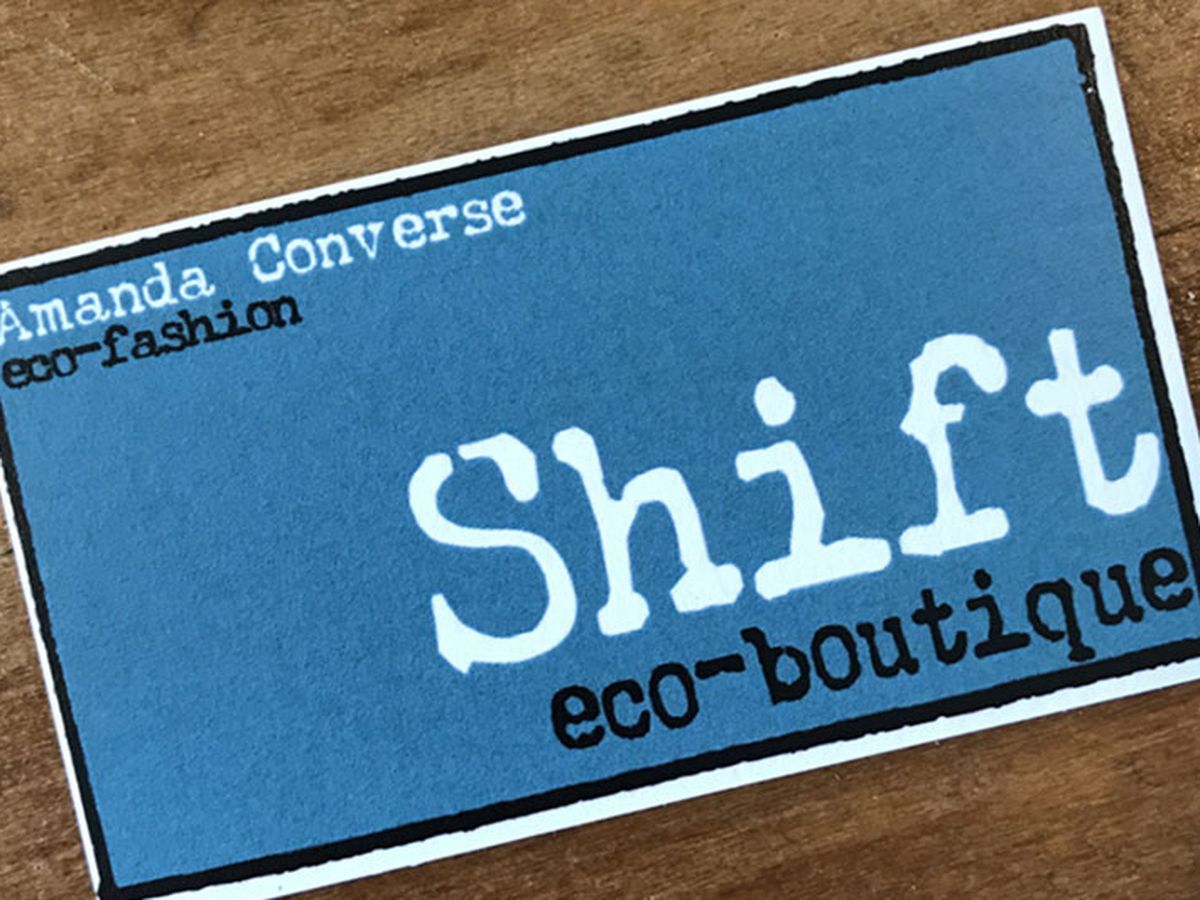 Amanda Converse
eco-fashion
Shift
eco-boutique